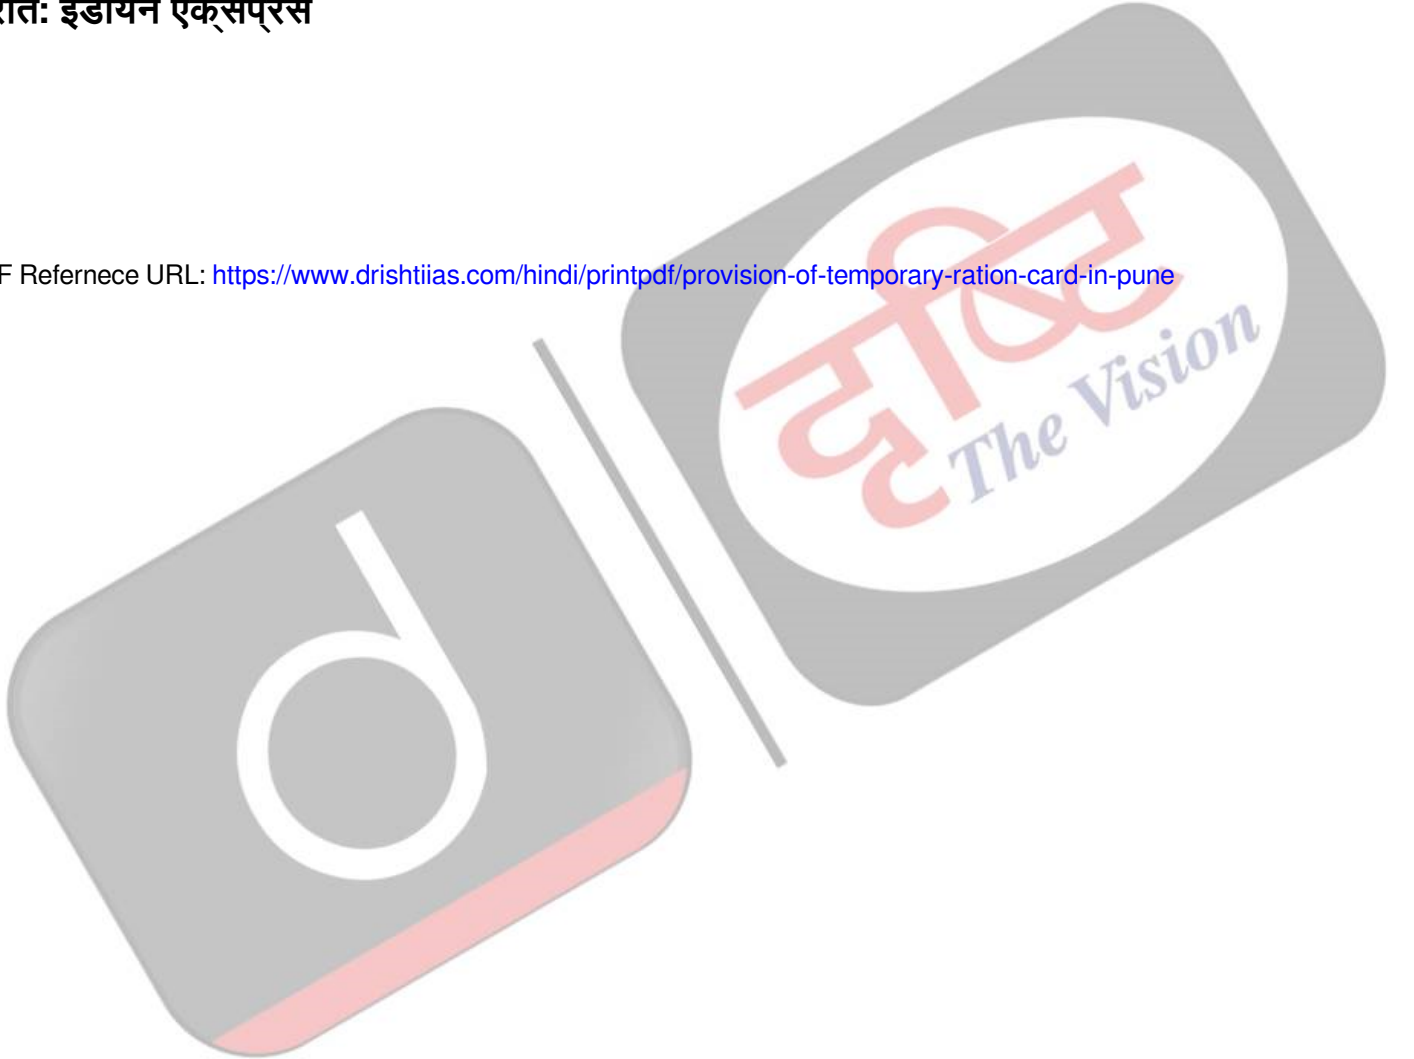 रोत: इंडियन एक्सप्रेस
F Refernece URL: https://www.drishtiias.com/hindi/printpdf/provision-of-temporary-ration-card-in-pune
दृष्टि
The Vision
d